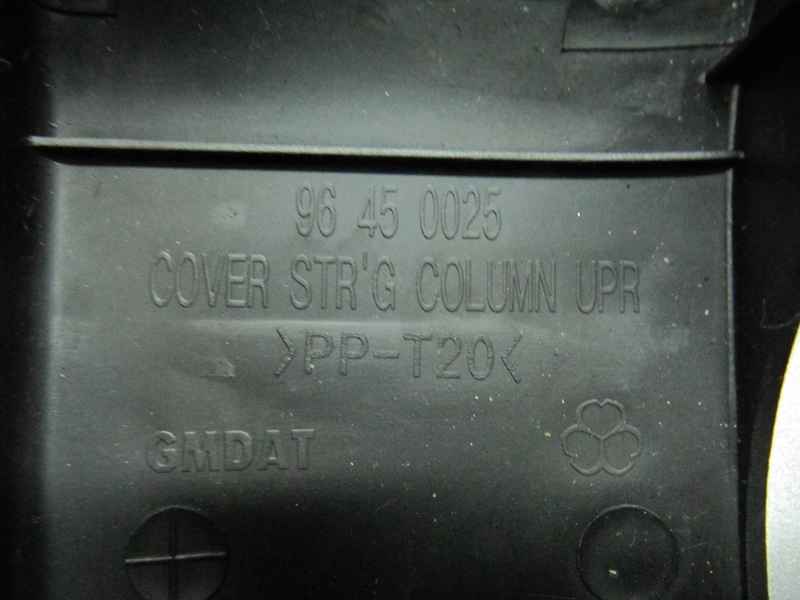 96 45 0025
COVER STR'G COLUMN UPR
>PP-T20<
GMDAT